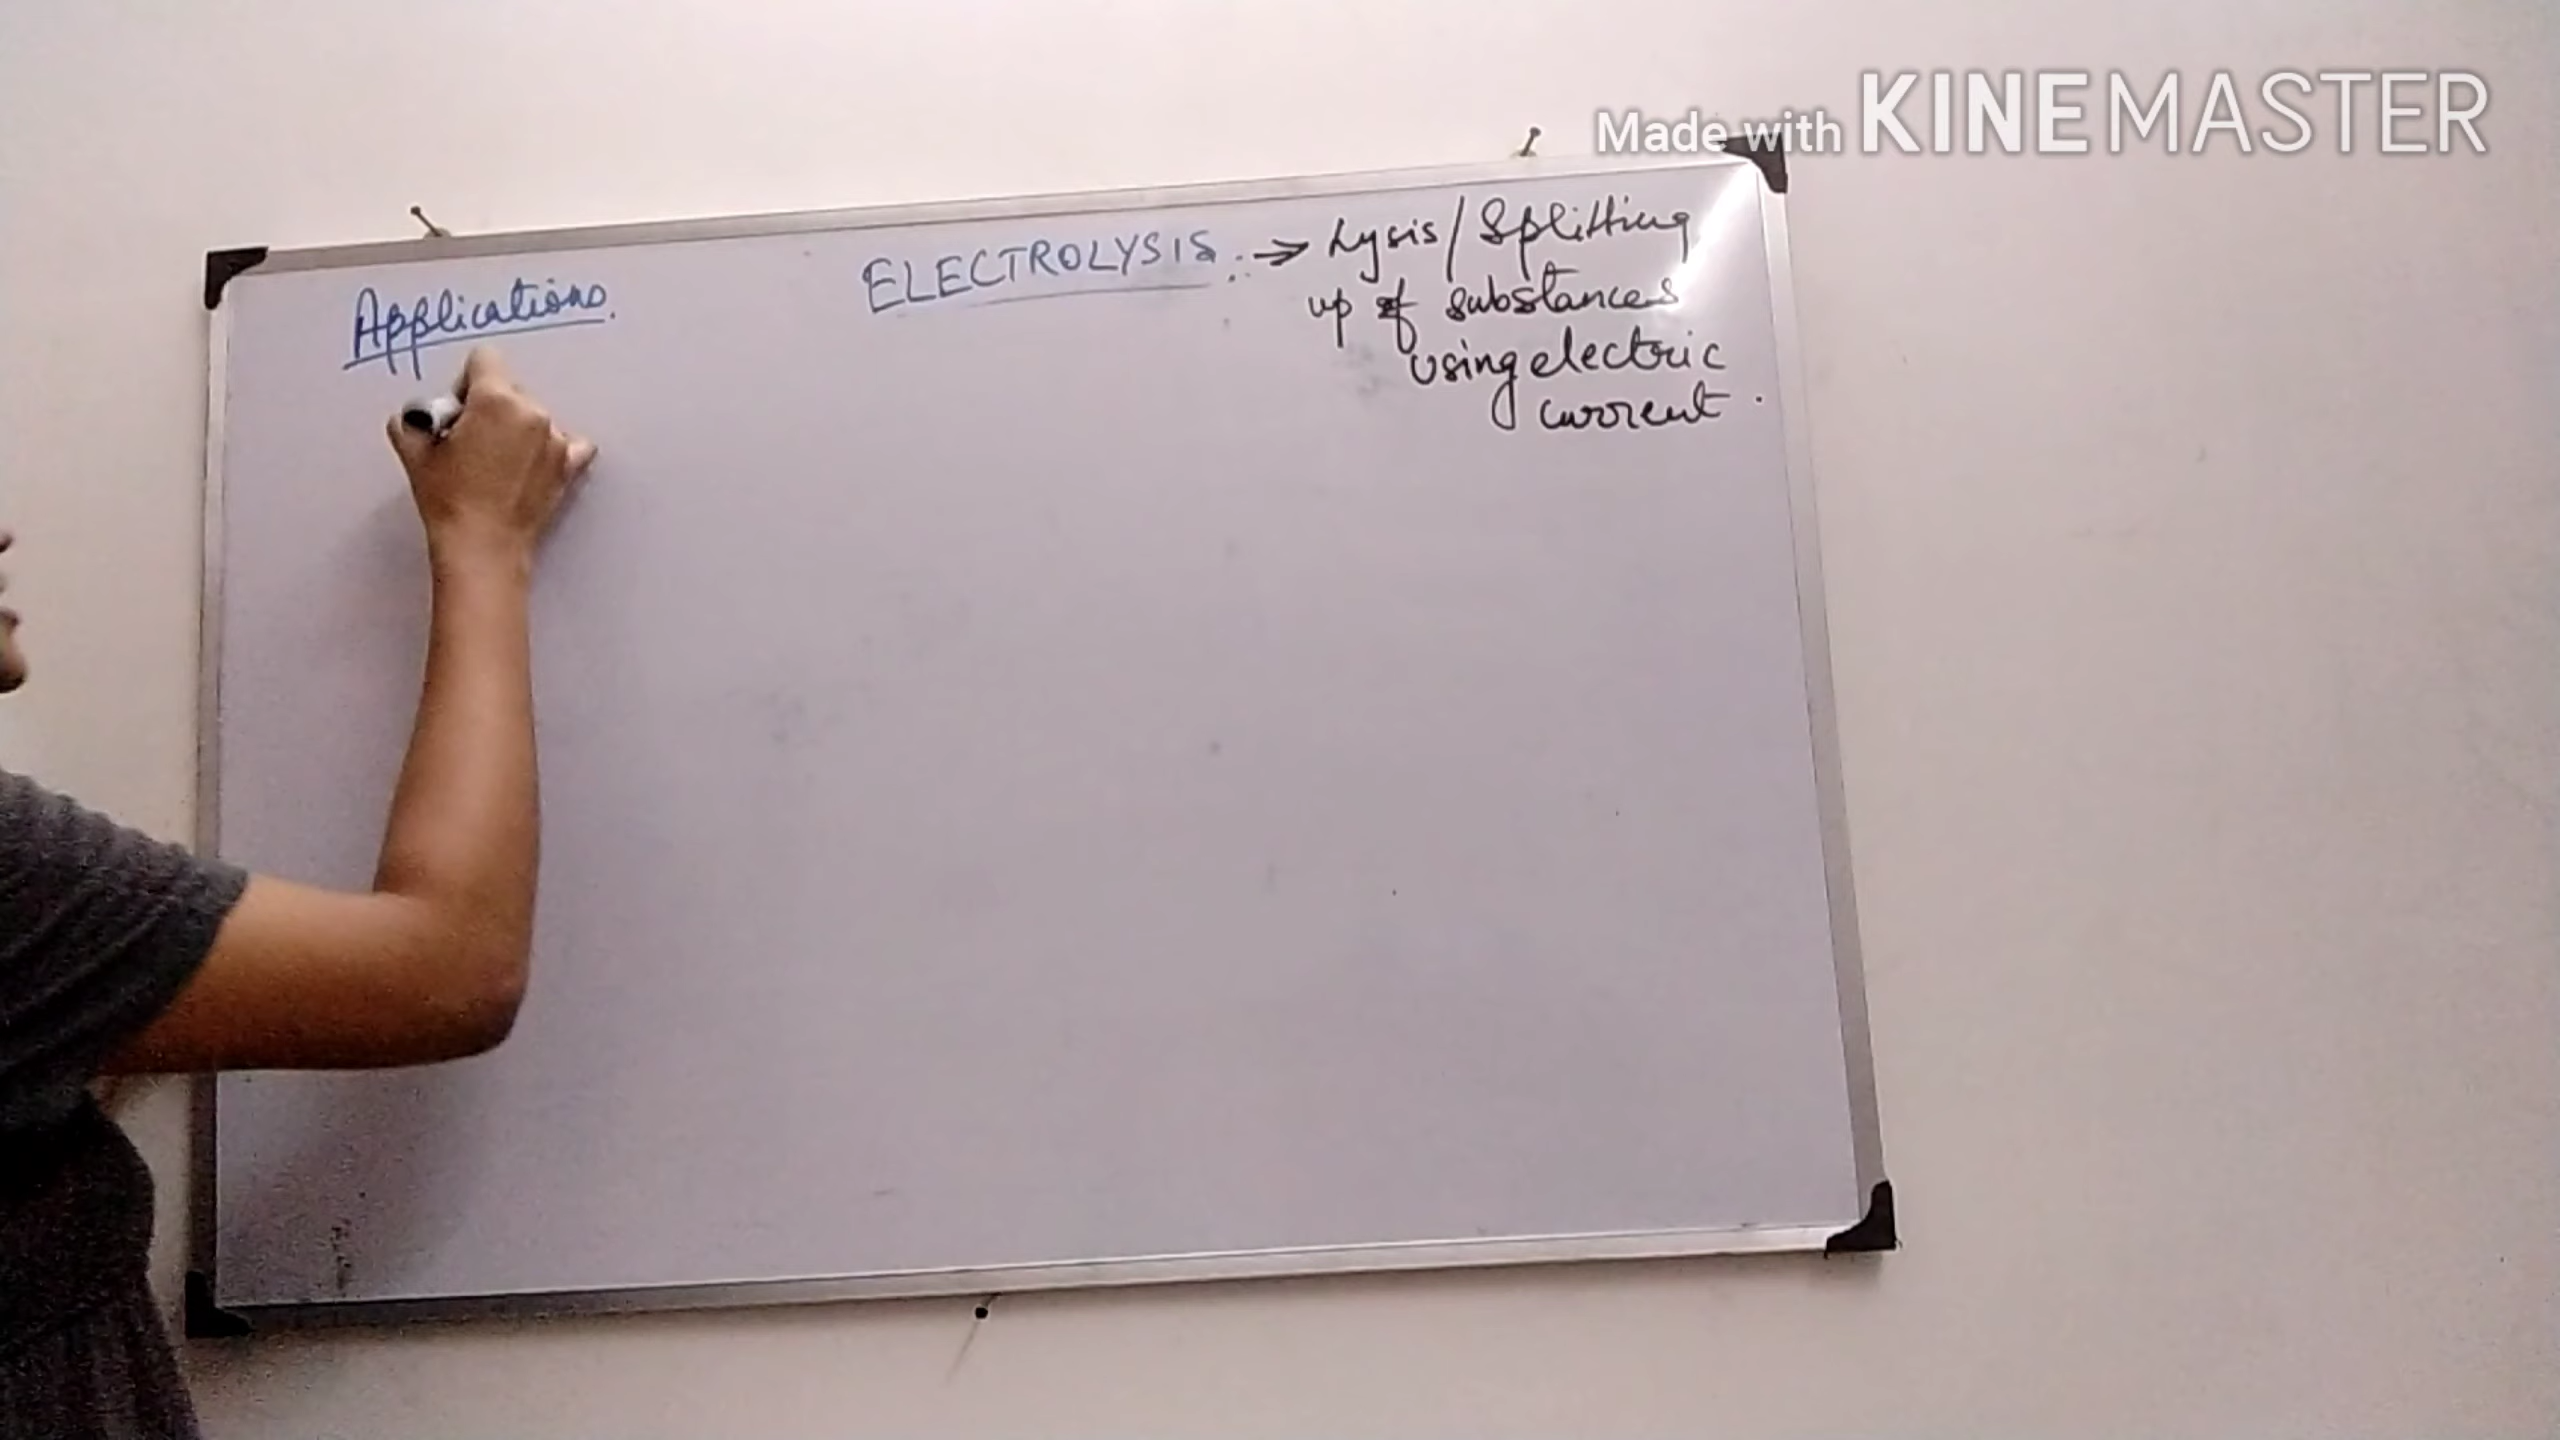 Made with KINEMASTER
Applications.
ELECTROLYSIS :→ Lysis/Splitting
up of substances
using electric
current.